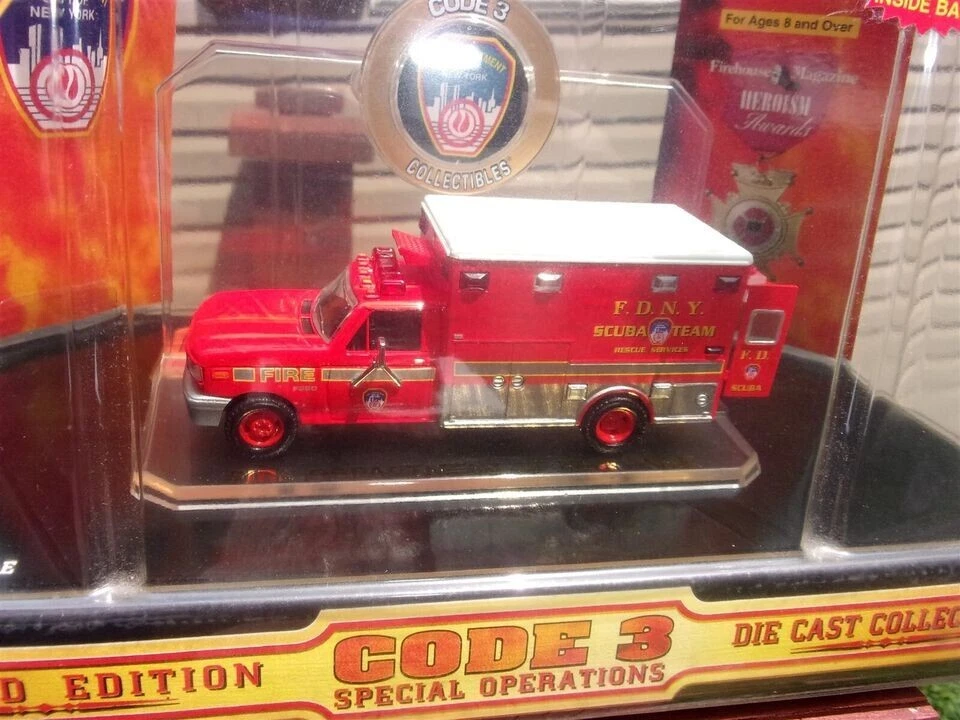 NEW YORK
CODE 3
NEW YORK
COLLECTIBLES
For Ages 8 and Over
INSIDE BA
Firehouse Magazine
HEROISM
Awards
F.D.N.Y.
SCUBA TEAM
RESCUE SERVICES
FIRE
F.D.
SCUBA
E
D EDITION
CODE 3
SPECIAL OPERATIONS
DIE CAST COLLEC